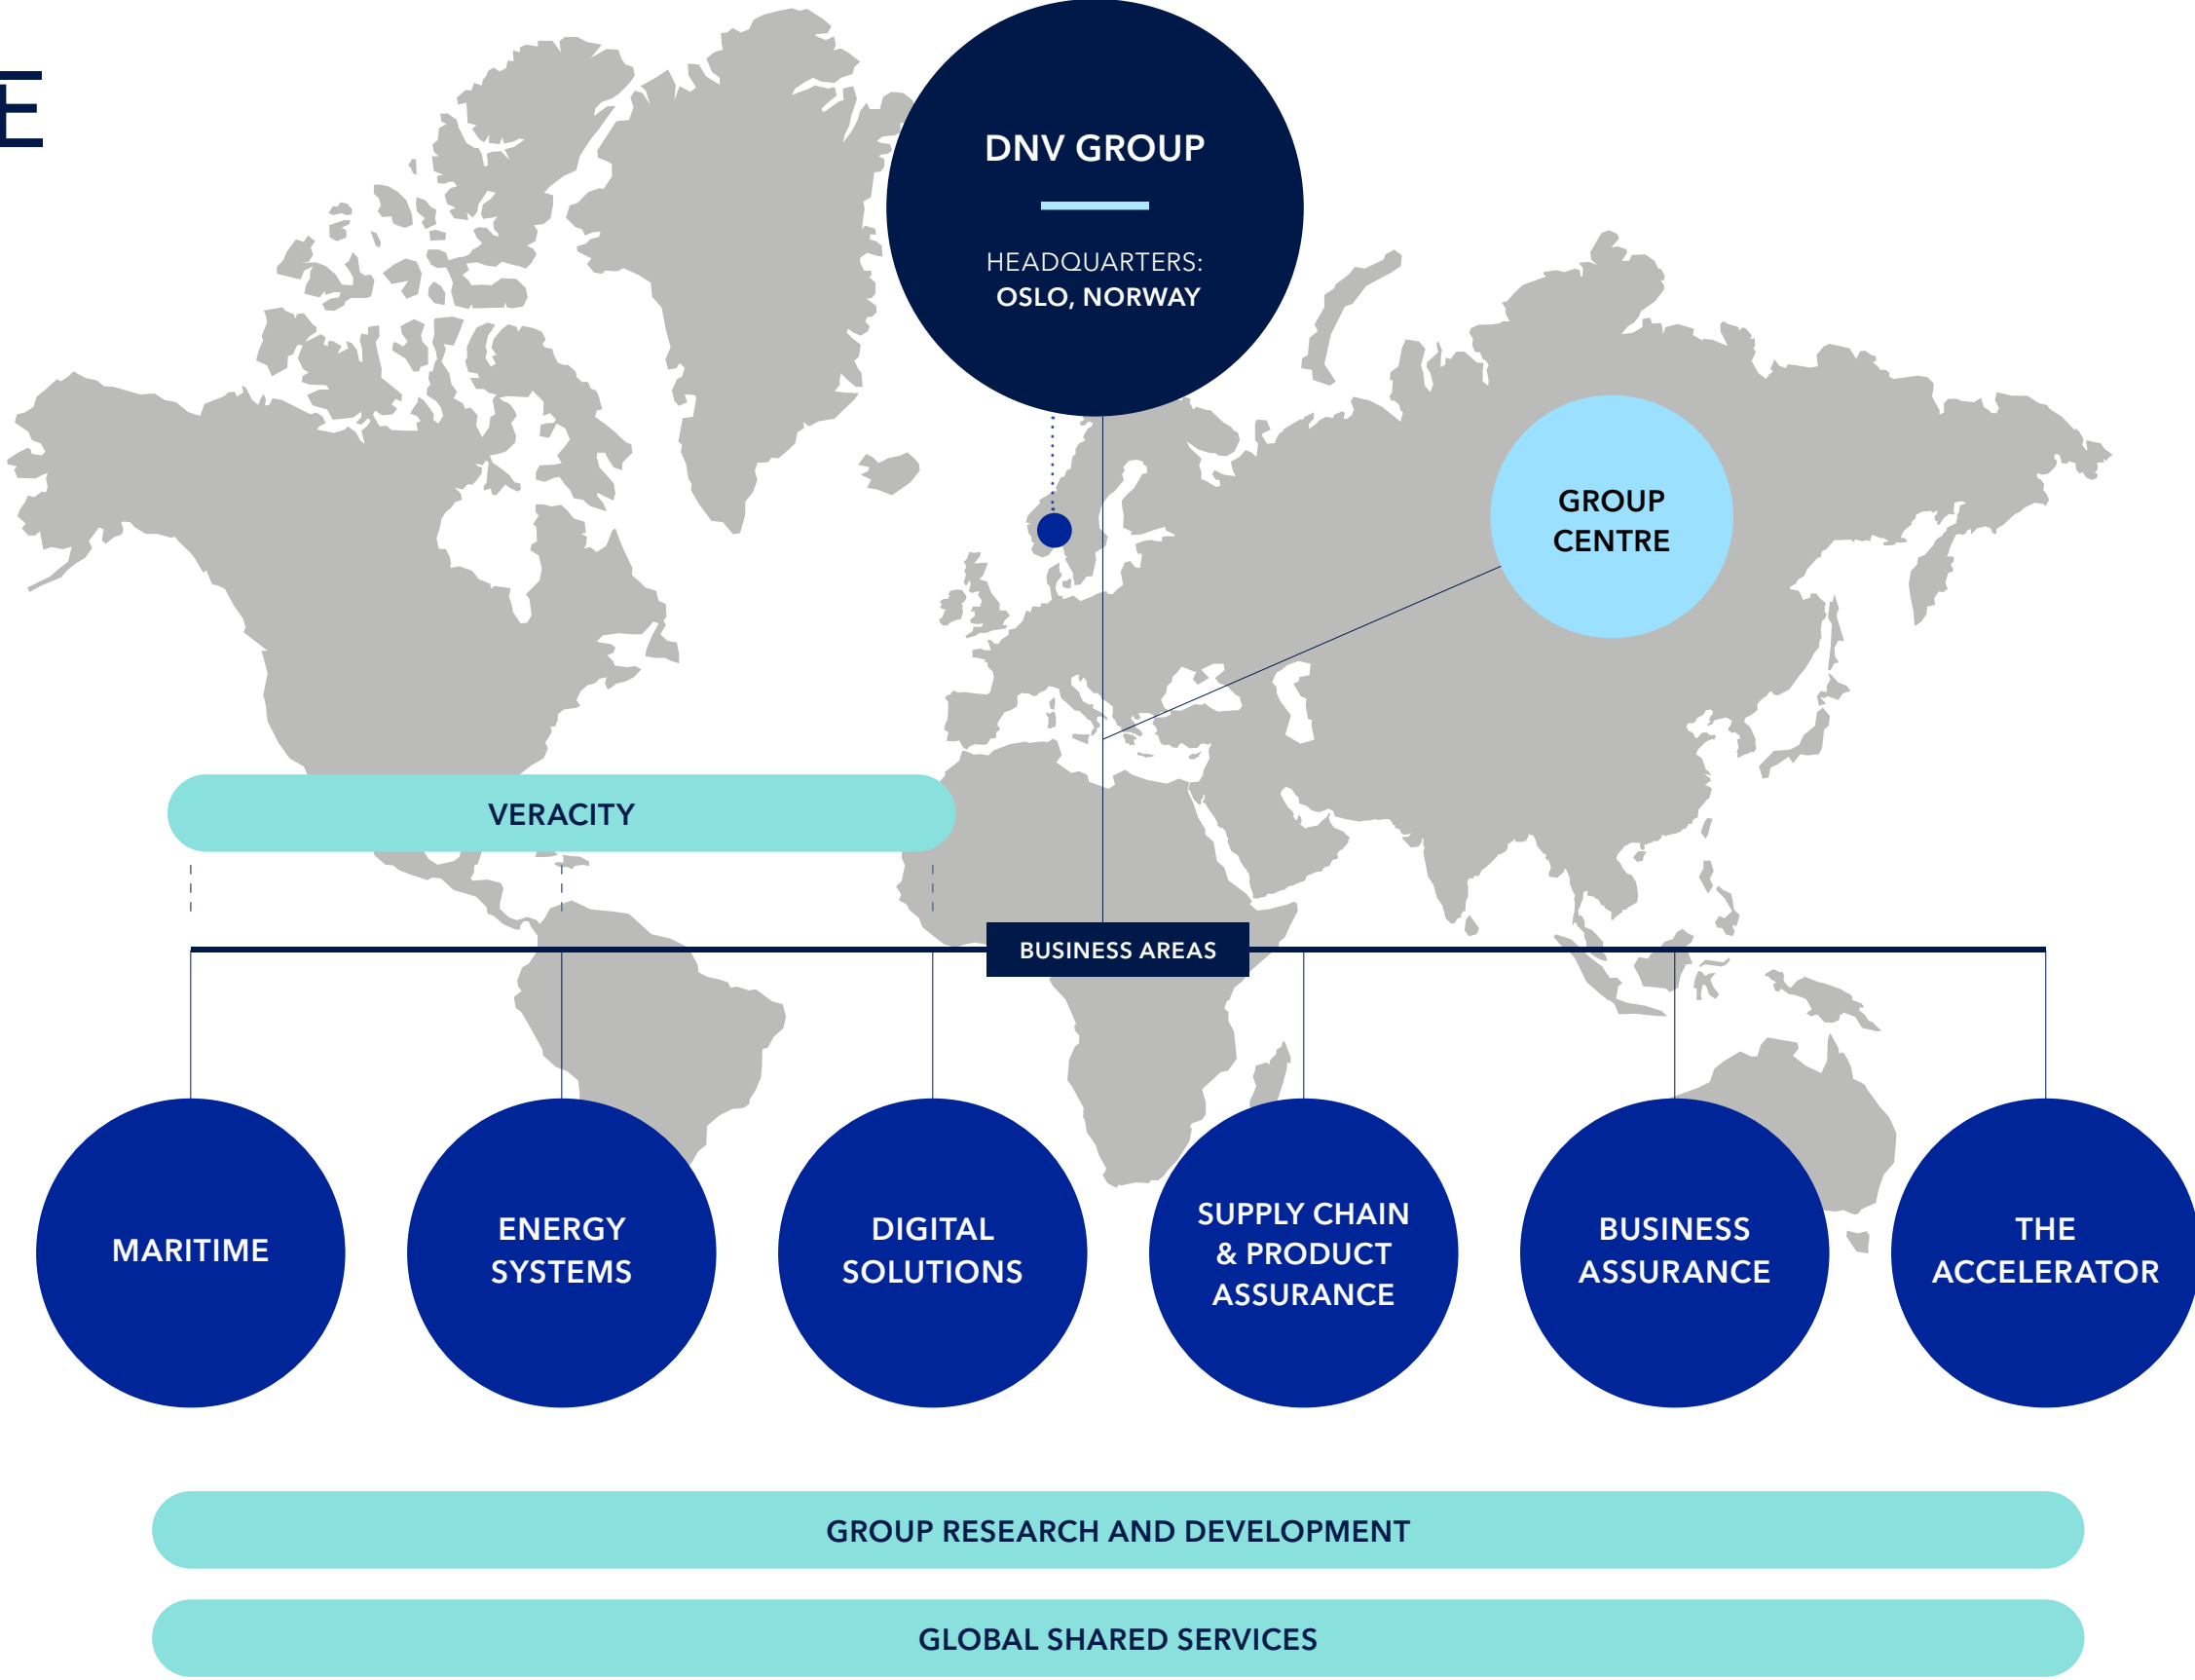 E
DNV GROUP
HEADQUARTERS:
OSLO, NORWAY
GROUP
CENTRE
VERACITY
BUSINESS AREAS
MARITIME
ENERGY
SYSTEMS
DIGITAL
SOLUTIONS
SUPPLY CHAIN
& PRODUCT
ASSURANCE
BUSINESS
ASSURANCE
THE
ACCELERATOR
GROUP RESEARCH AND DEVELOPMENT
GLOBAL SHARED SERVICES